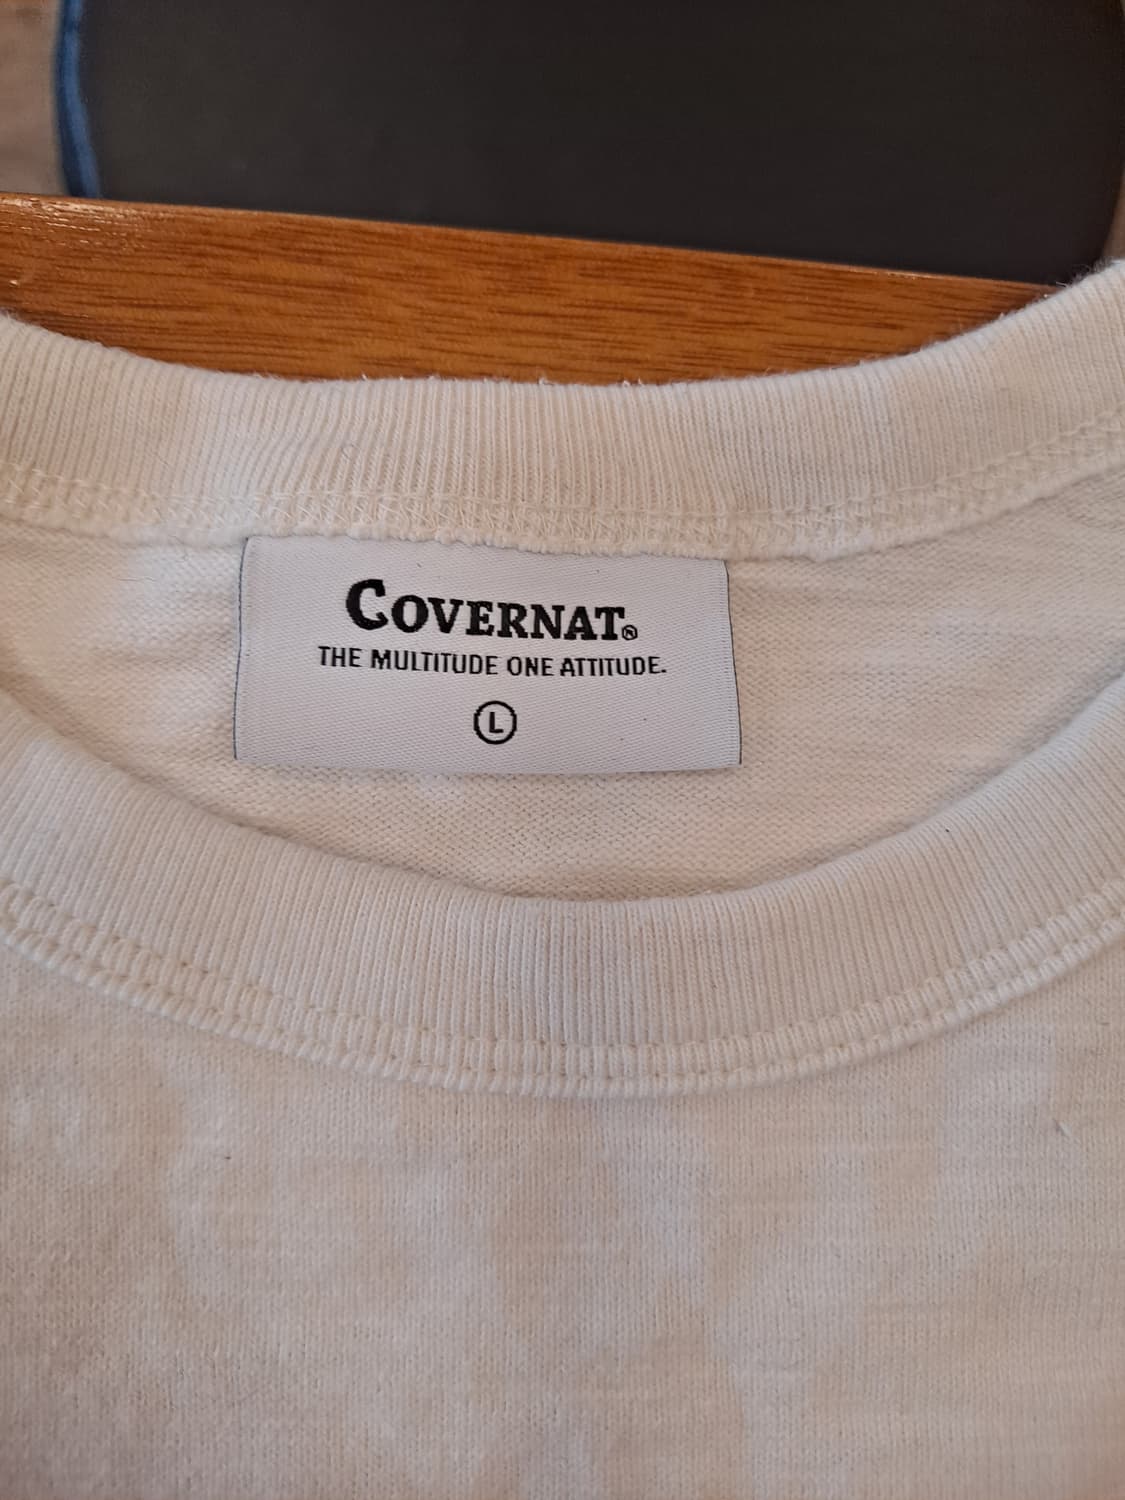 COVERNAT®
THE MULTITUDE ONE ATTITUDE.
L